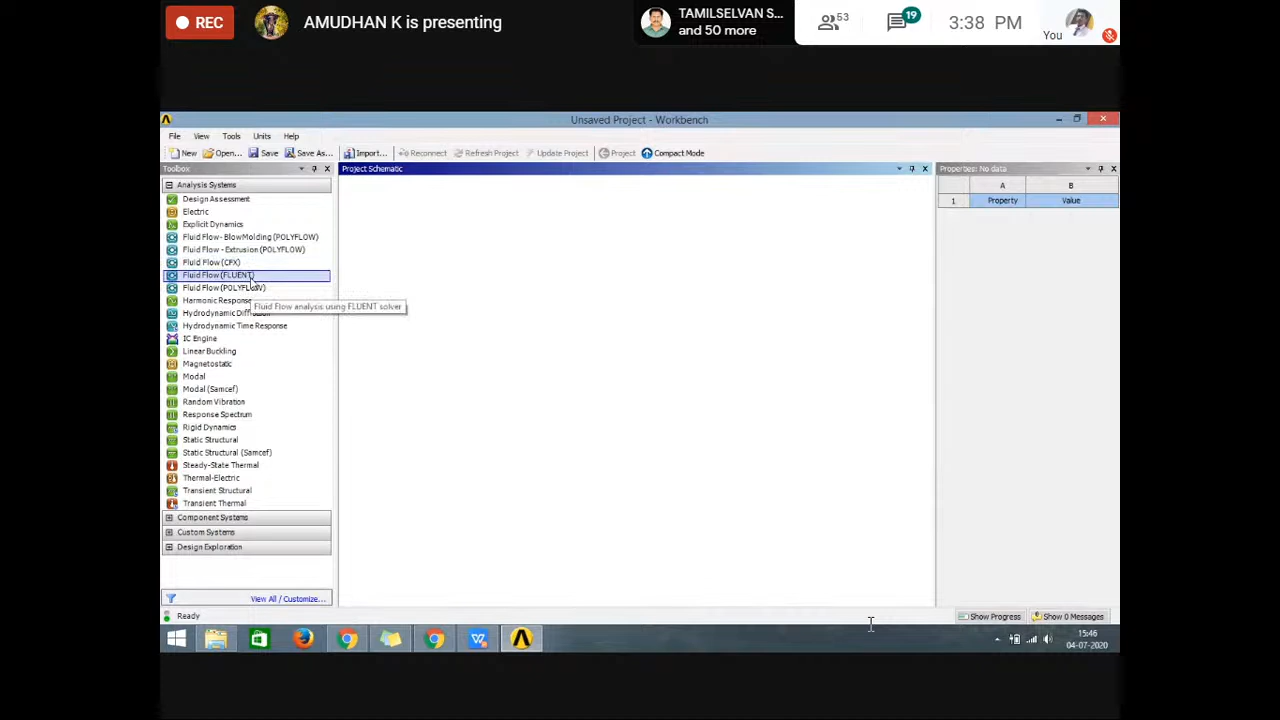 REC
AMUDHAN K is presenting
TAMILSELVAN S...
and 50 more
53
19
3:38 PM
You
Unsaved Project - Workbench
File View Tools Units Help
New Open... Save Save As... Import... Reconnect Refresh Project Update Project Project Compact Mode
Toolbox
Project Schematic
Properties: No data
Analysis Systems
A B
1 Property Value
Design Assessment
Electric
Explicit Dynamics
Fluid Flow- BlowMolding (POLYFLOW)
Fluid Flow - Extrusion (POLYFLOW)
Fluid Flow (CFX)
Fluid Flow (FLUENT)
Fluid Flow (POLYFLOW)
Harmonic Response
Fluid Flow analysis using FLUENT solver
Hydrodynamic
Hydrodynamic Time Response
IC Engine
Linear Buckling
Magnetostatic
Modal
Modal (Samcef)
Random Vibration
Response Spectrum
Rigid Dynamics
Static Structural
Static Structural (Samcef)
Steady-State Thermal
Thermal-Electric
Transient Structural
Transient Thermal
Component Systems
Custom Systems
Design Exploration
View All / Customize...
Ready
Show Progress Show 0 Messages
15:46
04-07-2020